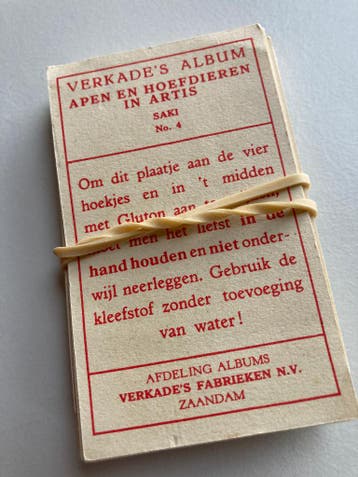 VERKADE'S ALBUM
APEN EN HOEFDIEREN
IN ARTIS
SAKI
No. 4
Om dit plaatje aan de vier
hoekjes en in 't midden
met Gluton aan te
moet men het liefst in de
hand houden en niet onder-
wijl neerleggen. Gebruik de
kleefstof zonder toevoeging
van water!
AFDELING ALBUMS
VERKADE'S FABRIEKEN N.V.
ZAANDAM